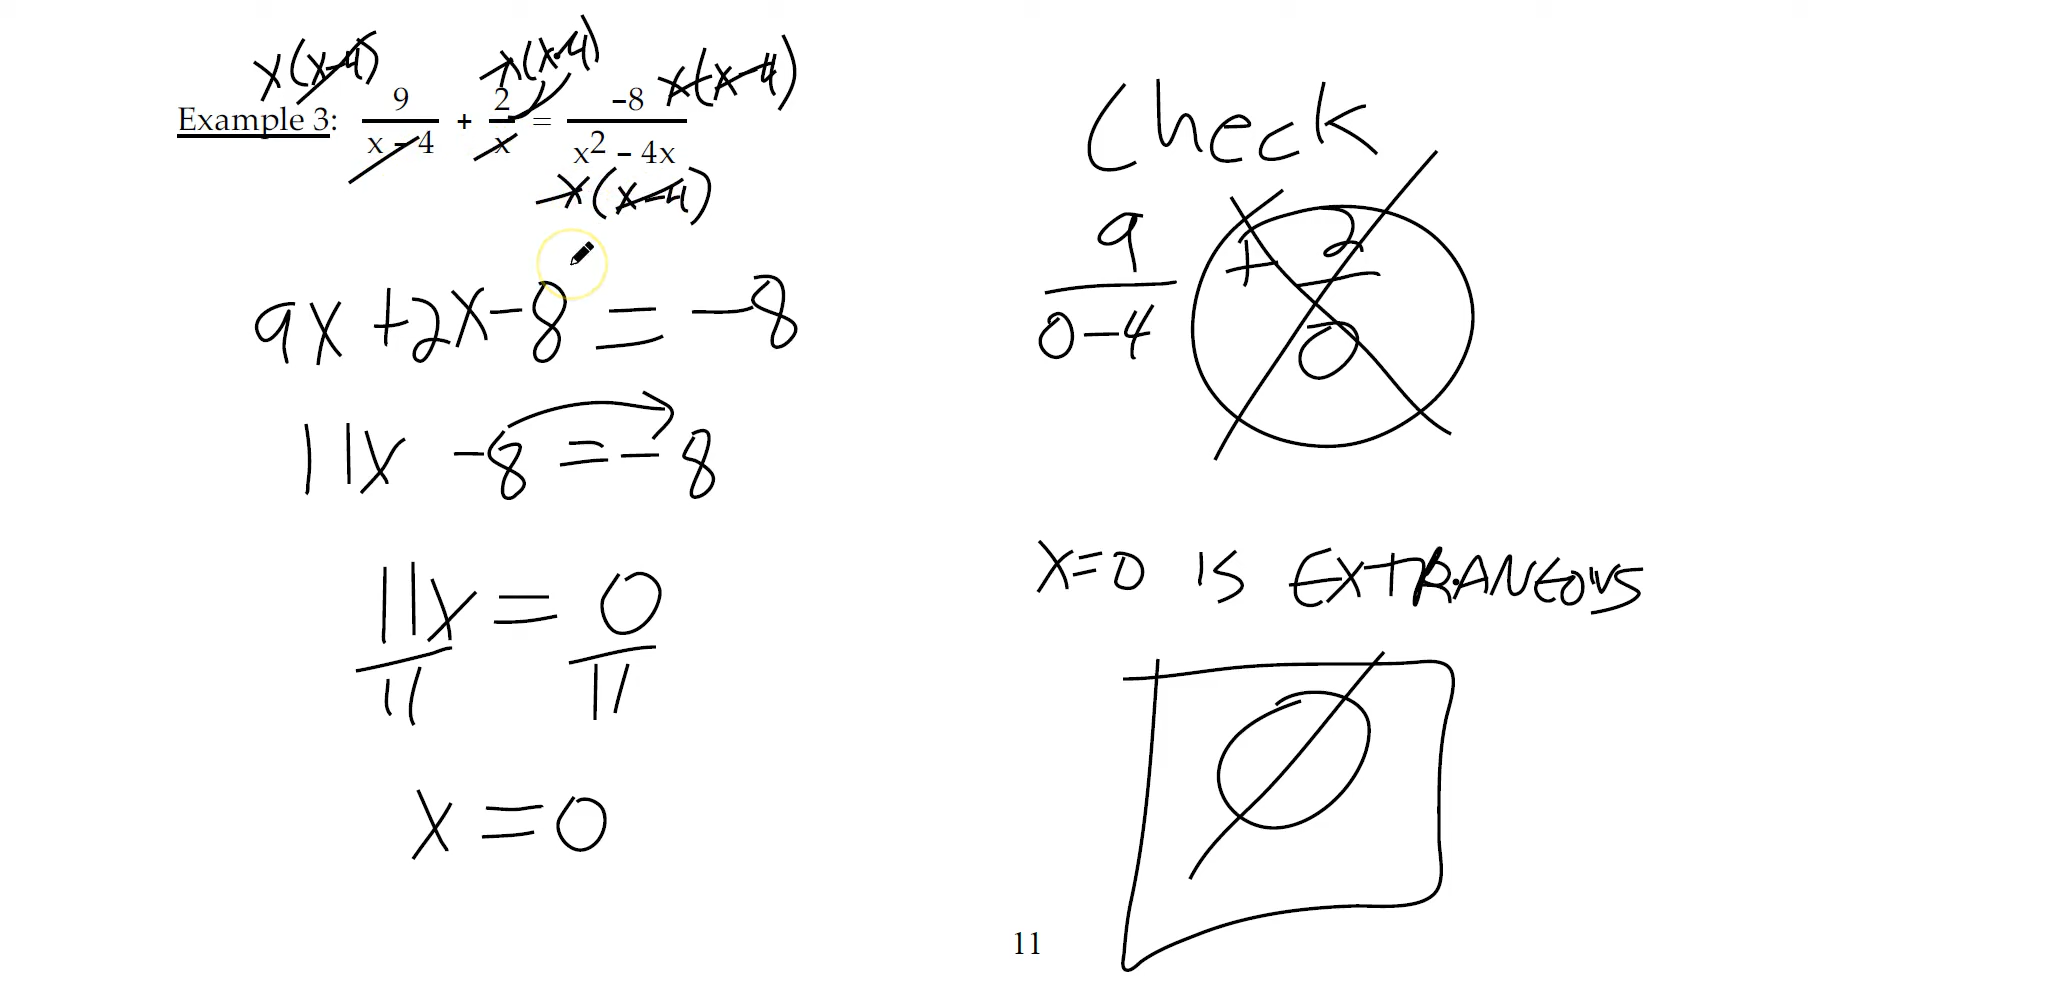 x(x-4) x(x-4) x(x-4)
Example 3: 9/(x - 4) + 2/x = -8/(x² - 4x)
x(x-4)
9x +2x-8 = -8
11x -8 = -8
11x = 0
11 11
x = 0
Check
9/(0-4) + 2/0
x=0 IS EXTRANEOUS
∅
11